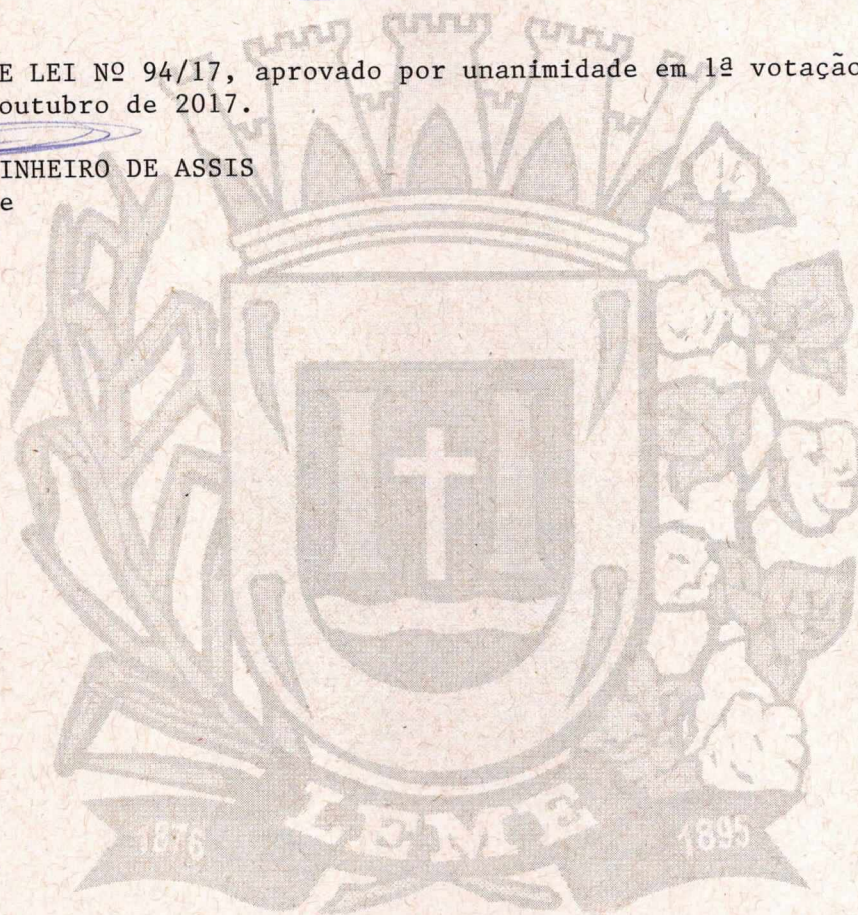 E LEI Nº 94/17, aprovado por unanimidade em 1ª votação
outubro de 2017.
INHEIRO DE ASSIS
e
1876 LEME 1895